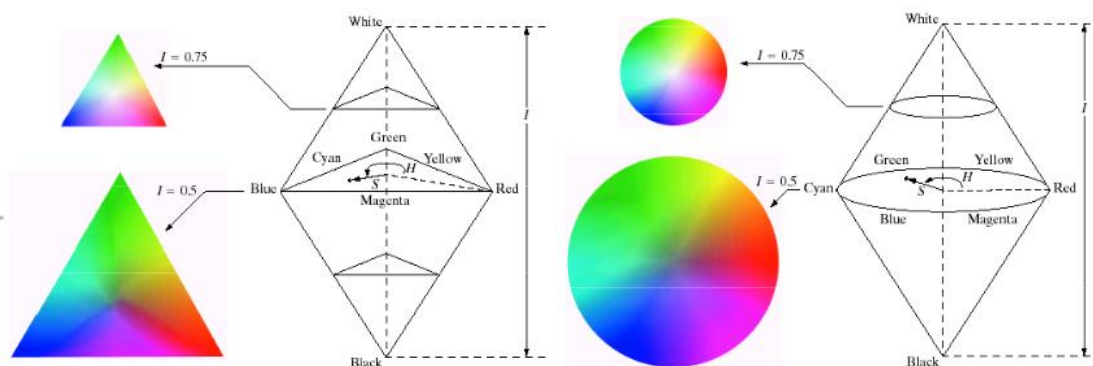 White
I = 0.75
I
Green
Cyan
Yellow
H
S
I = 0.5
Blue
Red
Magenta
Black
White
I = 0.75
I
Green
Yellow
H
I = 0.5
Cyan
S
Red
Blue
Magenta
Black